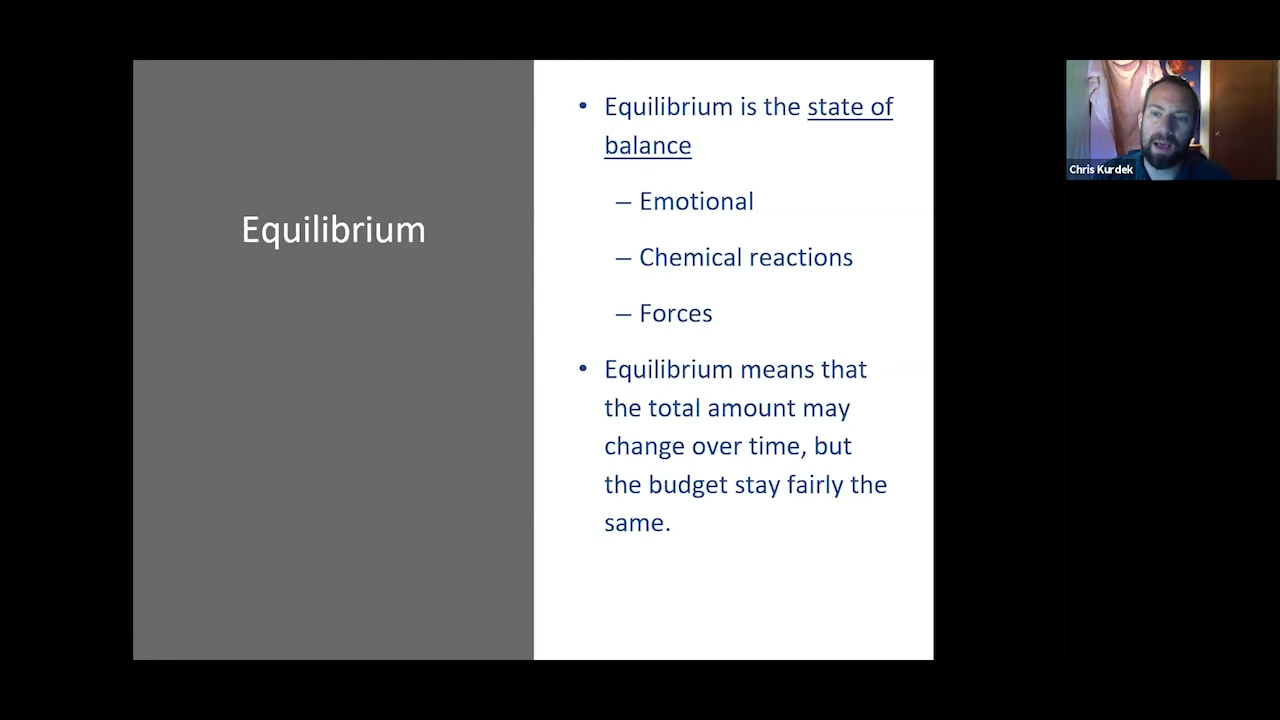 Equilibrium
• Equilibrium is the state of
balance
– Emotional
– Chemical reactions
– Forces
• Equilibrium means that
the total amount may
change over time, but
the budget stay fairly the
same.
Chris Kurdek